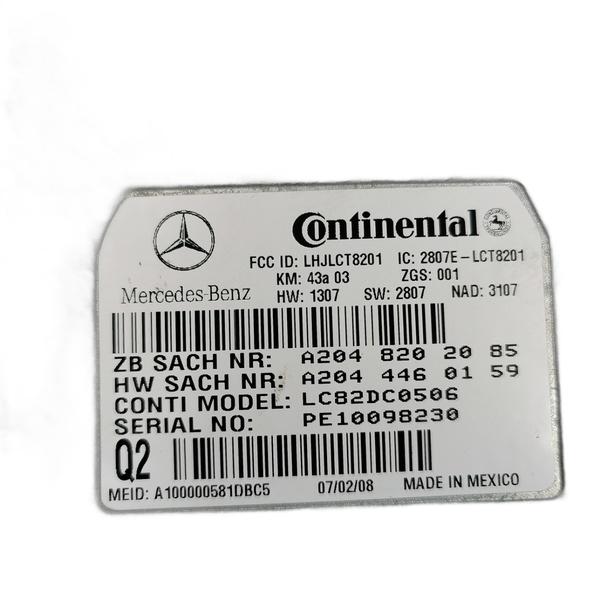 Continental
Mercedes-Benz
FCC ID: LHJLCT8201 IC: 2807E-LCT8201
KM: 43a 03 ZGS: 001
HW: 1307 SW: 2807 NAD: 3107
ZB SACH NR: A204 820 20 85
HW SACH NR: A204 446 01 59
CONTI MODEL: LC82DC0506
SERIAL NO: PE10098230
Q2
MEID: A100000581DBC5 07/02/08 MADE IN MEXICO